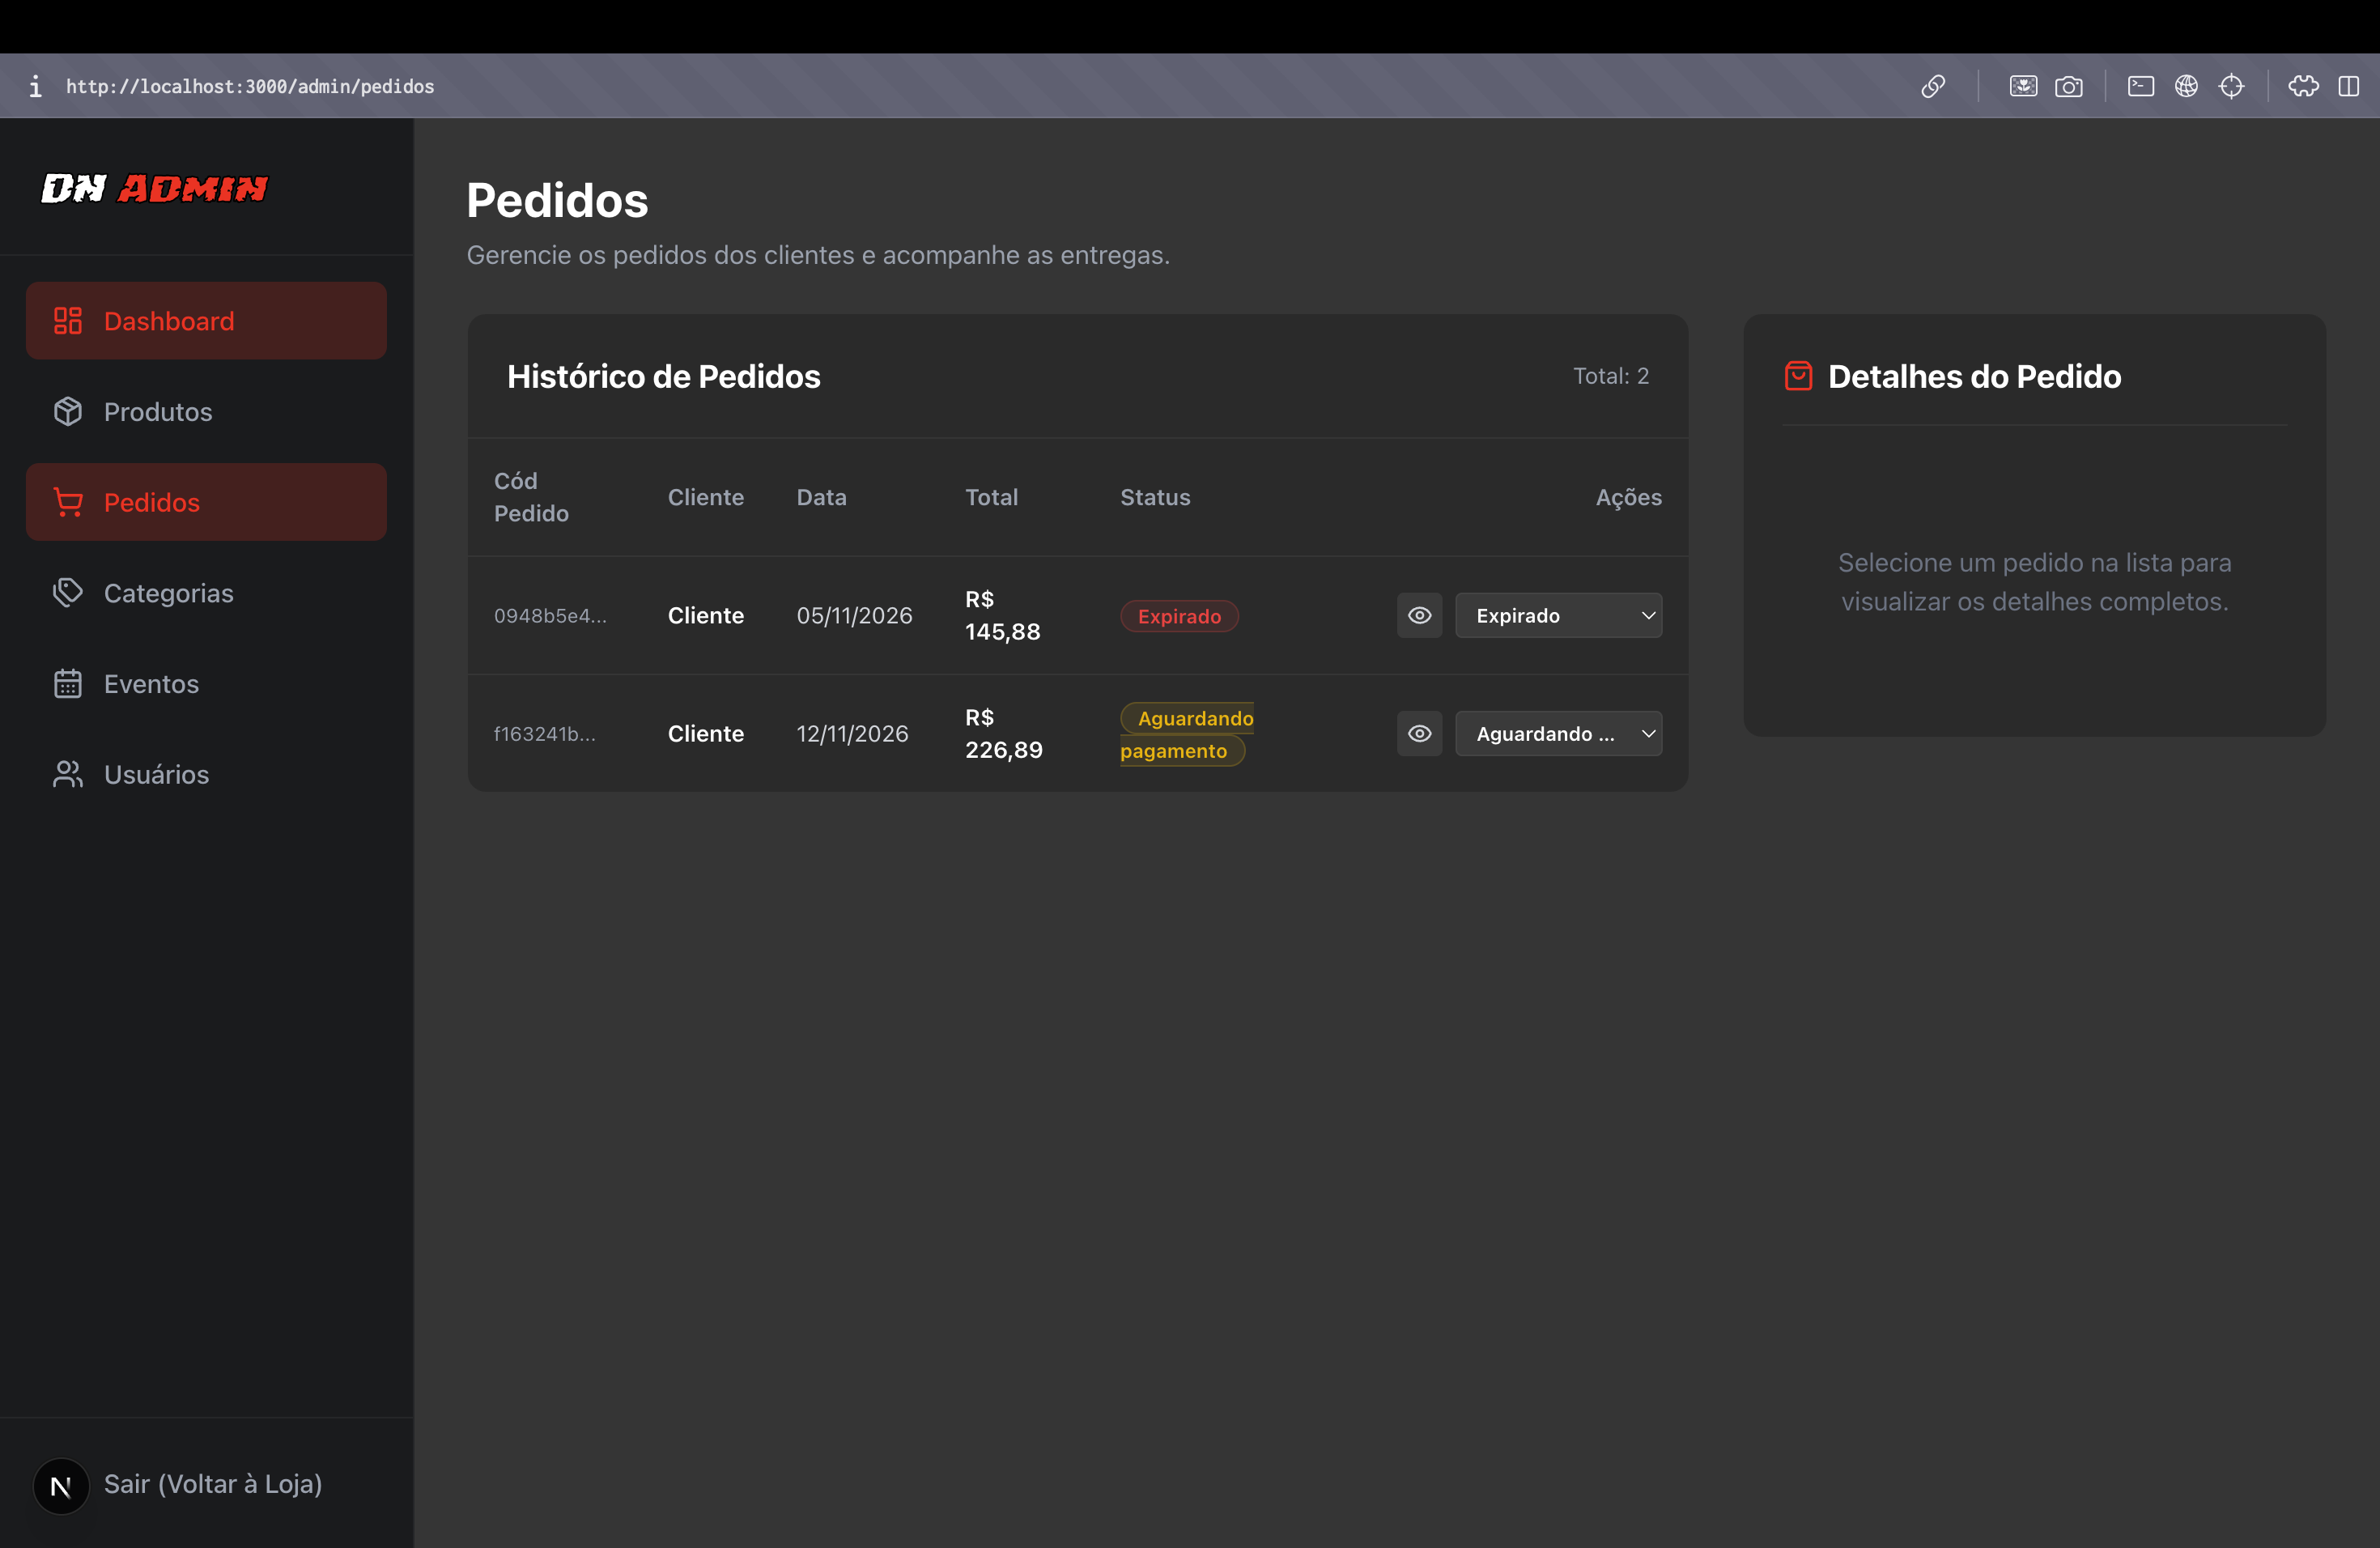 http://localhost:3000/admin/pedidos
DN ADMIN
Dashboard
Produtos
Pedidos
Categorias
Eventos
Usuários
N
Sair (Voltar à Loja)
Pedidos
Gerencie os pedidos dos clientes e acompanhe as entregas.
Histórico de Pedidos
Total: 2
Cód
Pedido
Cliente
Data
Total
Status
Ações
0948b5e4...
Cliente
05/11/2026
R$
145,88
Expirado
Expirado
f163241b...
Cliente
12/11/2026
R$
226,89
Aguardando
pagamento
Aguardando ...
Detalhes do Pedido
Selecione um pedido na lista para
visualizar os detalhes completos.